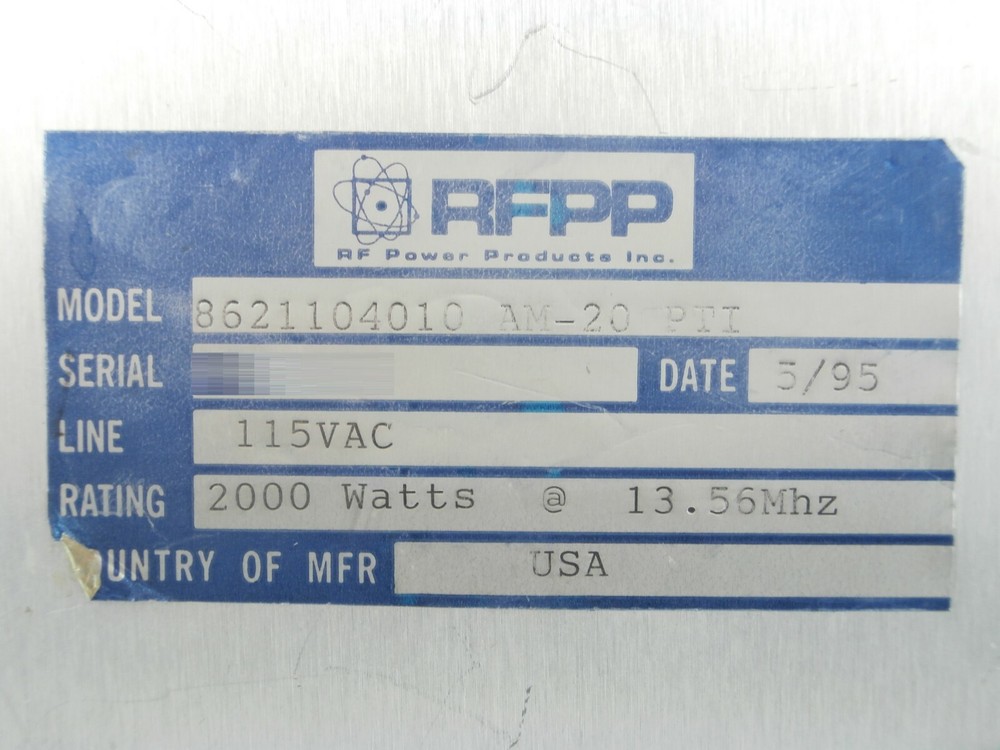 RFPP
RF Power Products Inc.
MODEL 8621104010 AM-20 PTI
SERIAL DATE 5/95
LINE 115VAC
RATING 2000 Watts @ 13.56Mhz
OUNTRY OF MFR USA